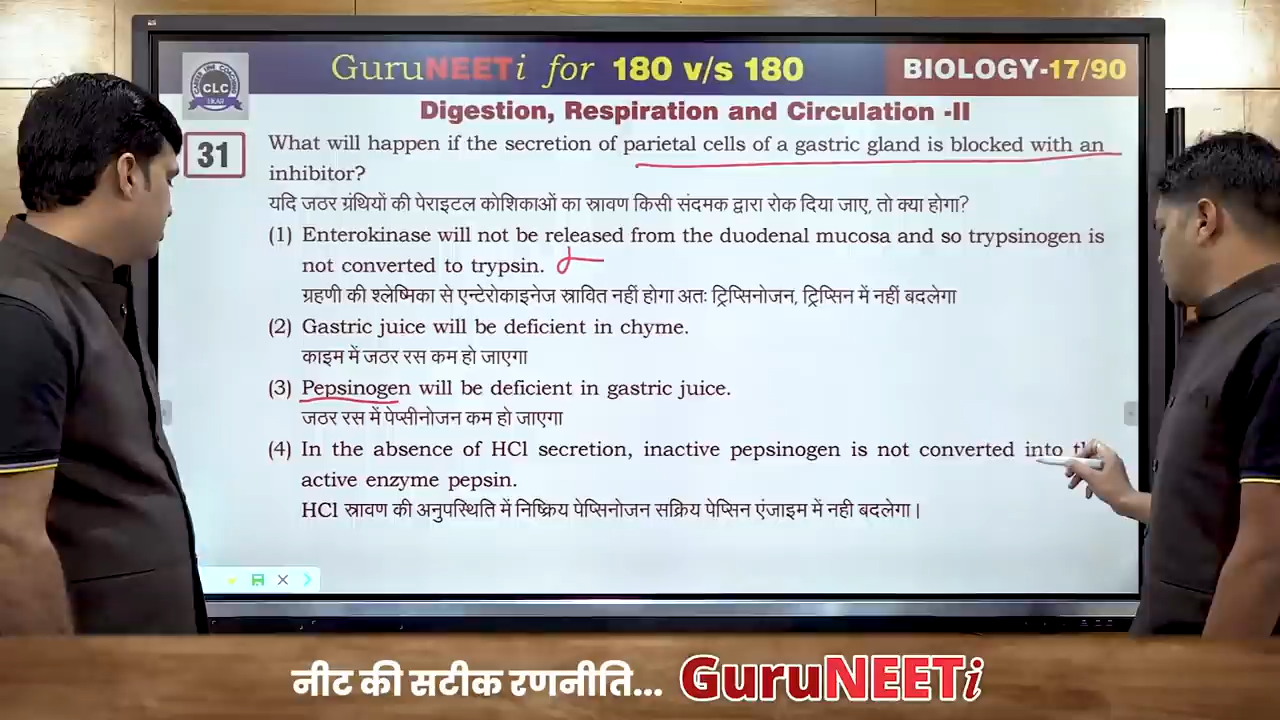 GuruNEETi for 180 v/s 180
BIOLOGY-17/90
CLC
SIKAR
Digestion, Respiration and Circulation -II
31
What will happen if the secretion of parietal cells of a gastric gland is blocked with an
inhibitor?
यदि जठर ग्रंथियों की पेराइटल कोशिकाओं का स्रावण किसी संदमक द्वारा रोक दिया जाए, तो क्या होगा?
(1) Enterokinase will not be released from the duodenal mucosa and so trypsinogen is
not converted to trypsin.
ग्रहणी की श्लेष्मिका से एन्टेरोकाइनेज स्रावित नहीं होगा अतः ट्रिप्सिनोजन, ट्रिप्सिन में नहीं बदलेगा
(2) Gastric juice will be deficient in chyme.
काइम में जठर रस कम हो जाएगा
(3) Pepsinogen will be deficient in gastric juice.
जठर रस में पेप्सीनोजन कम हो जाएगा
(4) In the absence of HCl secretion, inactive pepsinogen is not converted into
active enzyme pepsin.
HCl स्रावण की अनुपस्थिति में निष्क्रिय पेप्सिनोजन सक्रिय पेप्सिन एंजाइम में नही बदलेगा।
नीट की सटीक रणनीति... GuruNEETi